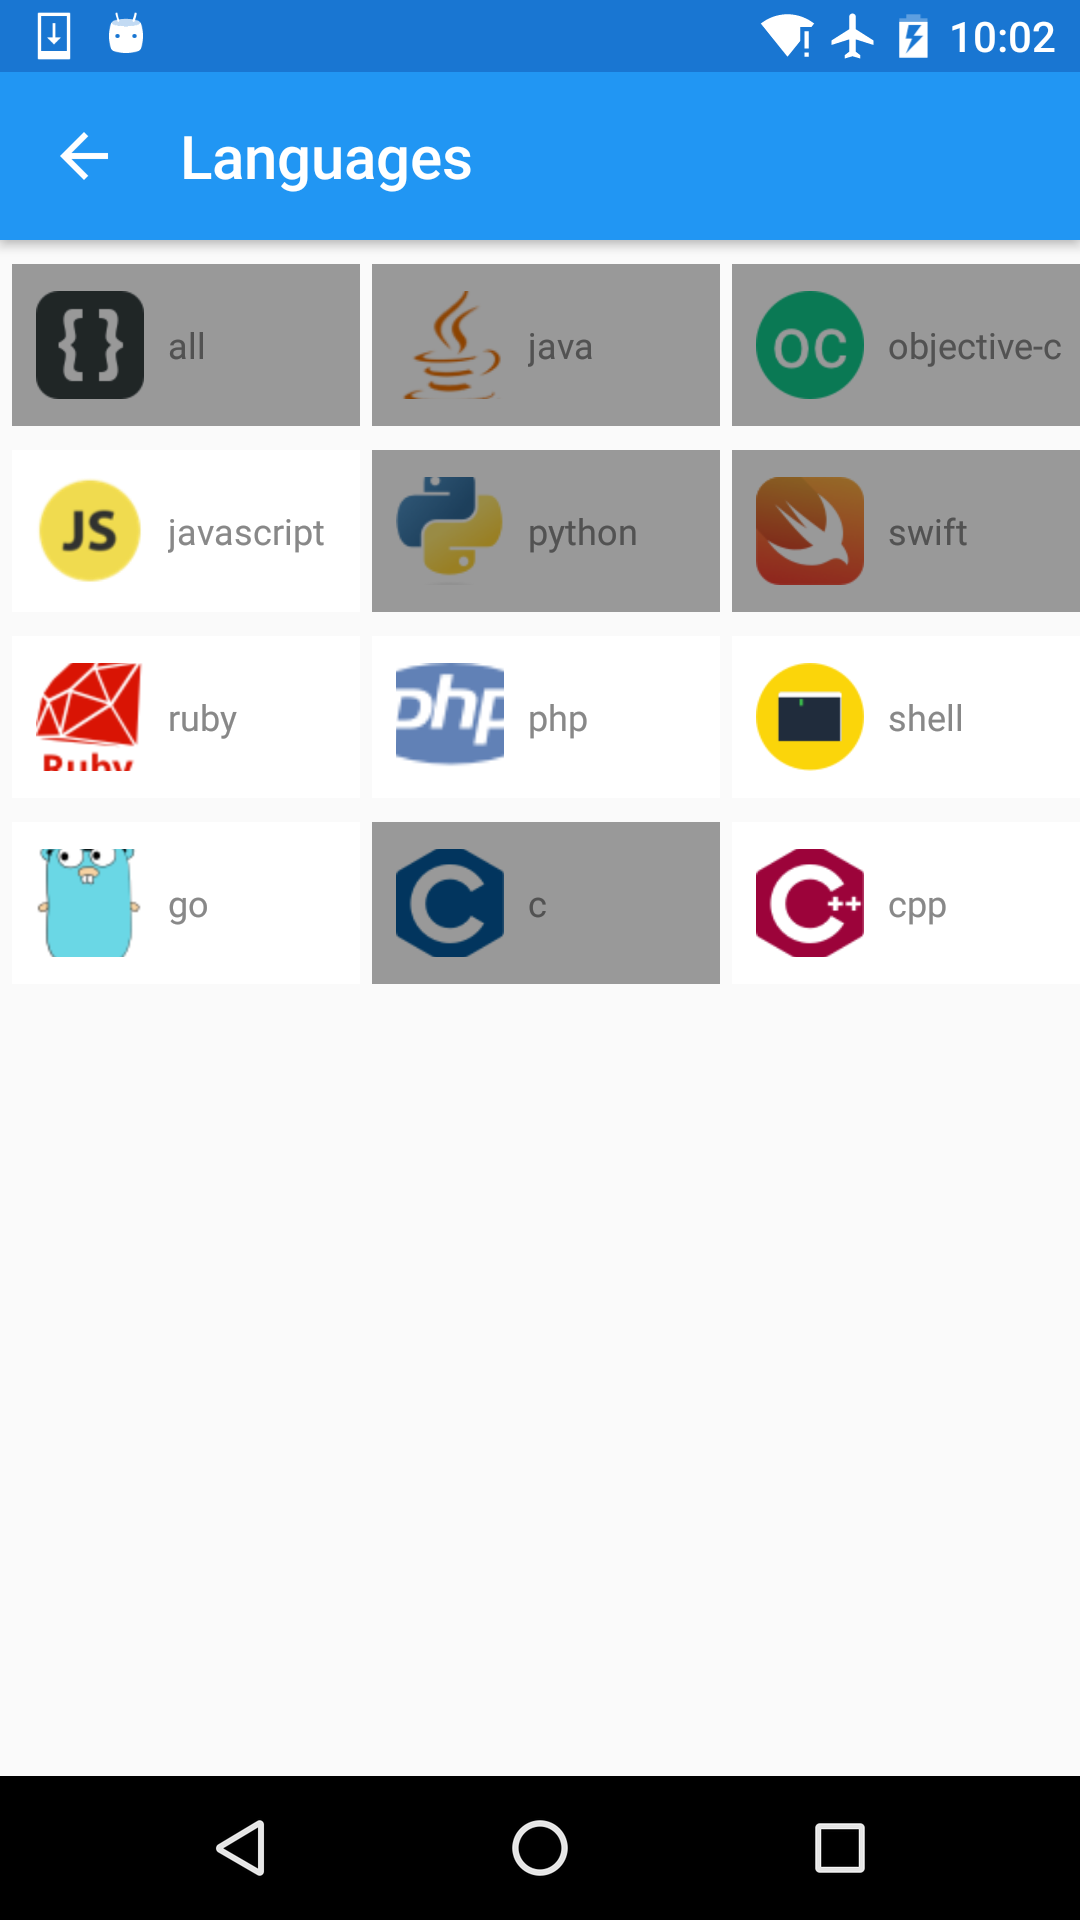 10:02
Languages
{} all
java
OC objective-c
JS javascript
python
swift
Ruby ruby
php php
shell
go
C c
C++ cpp